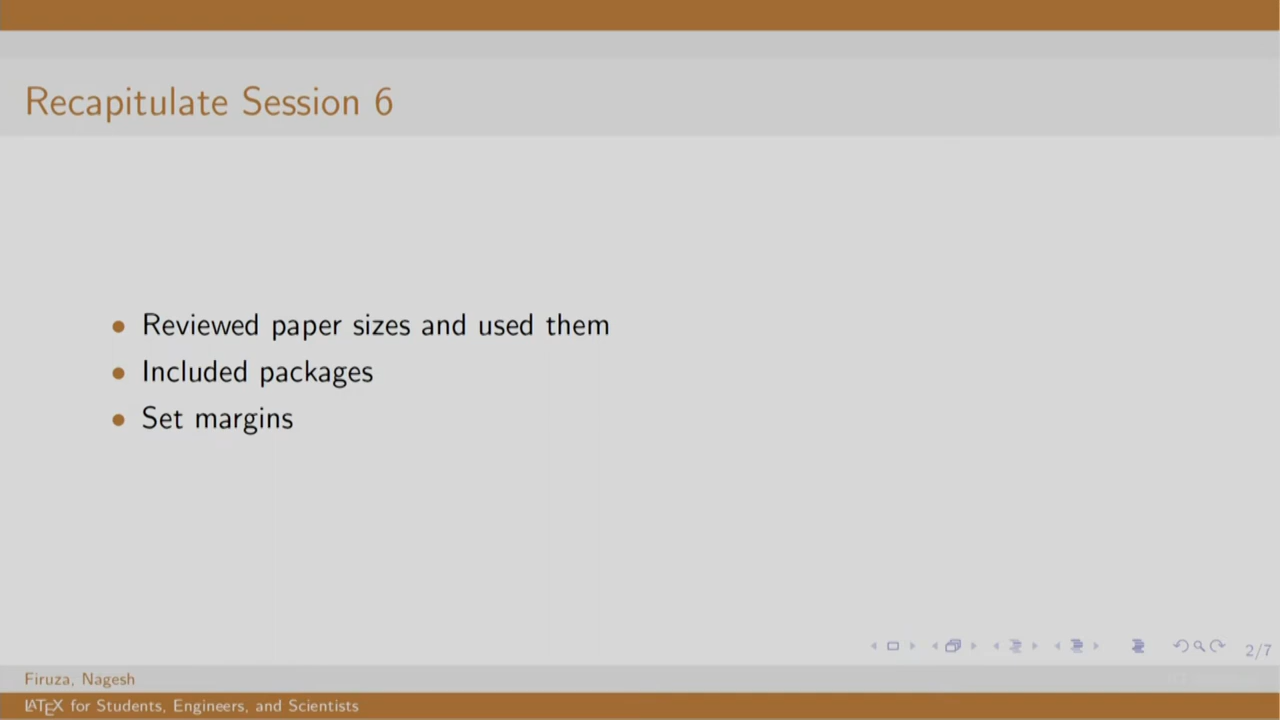 Recapitulate Session 6
• Reviewed paper sizes and used them
• Included packages
• Set margins
2/7
Firuza, Nagesh
LATEX for Students, Engineers, and Scientists